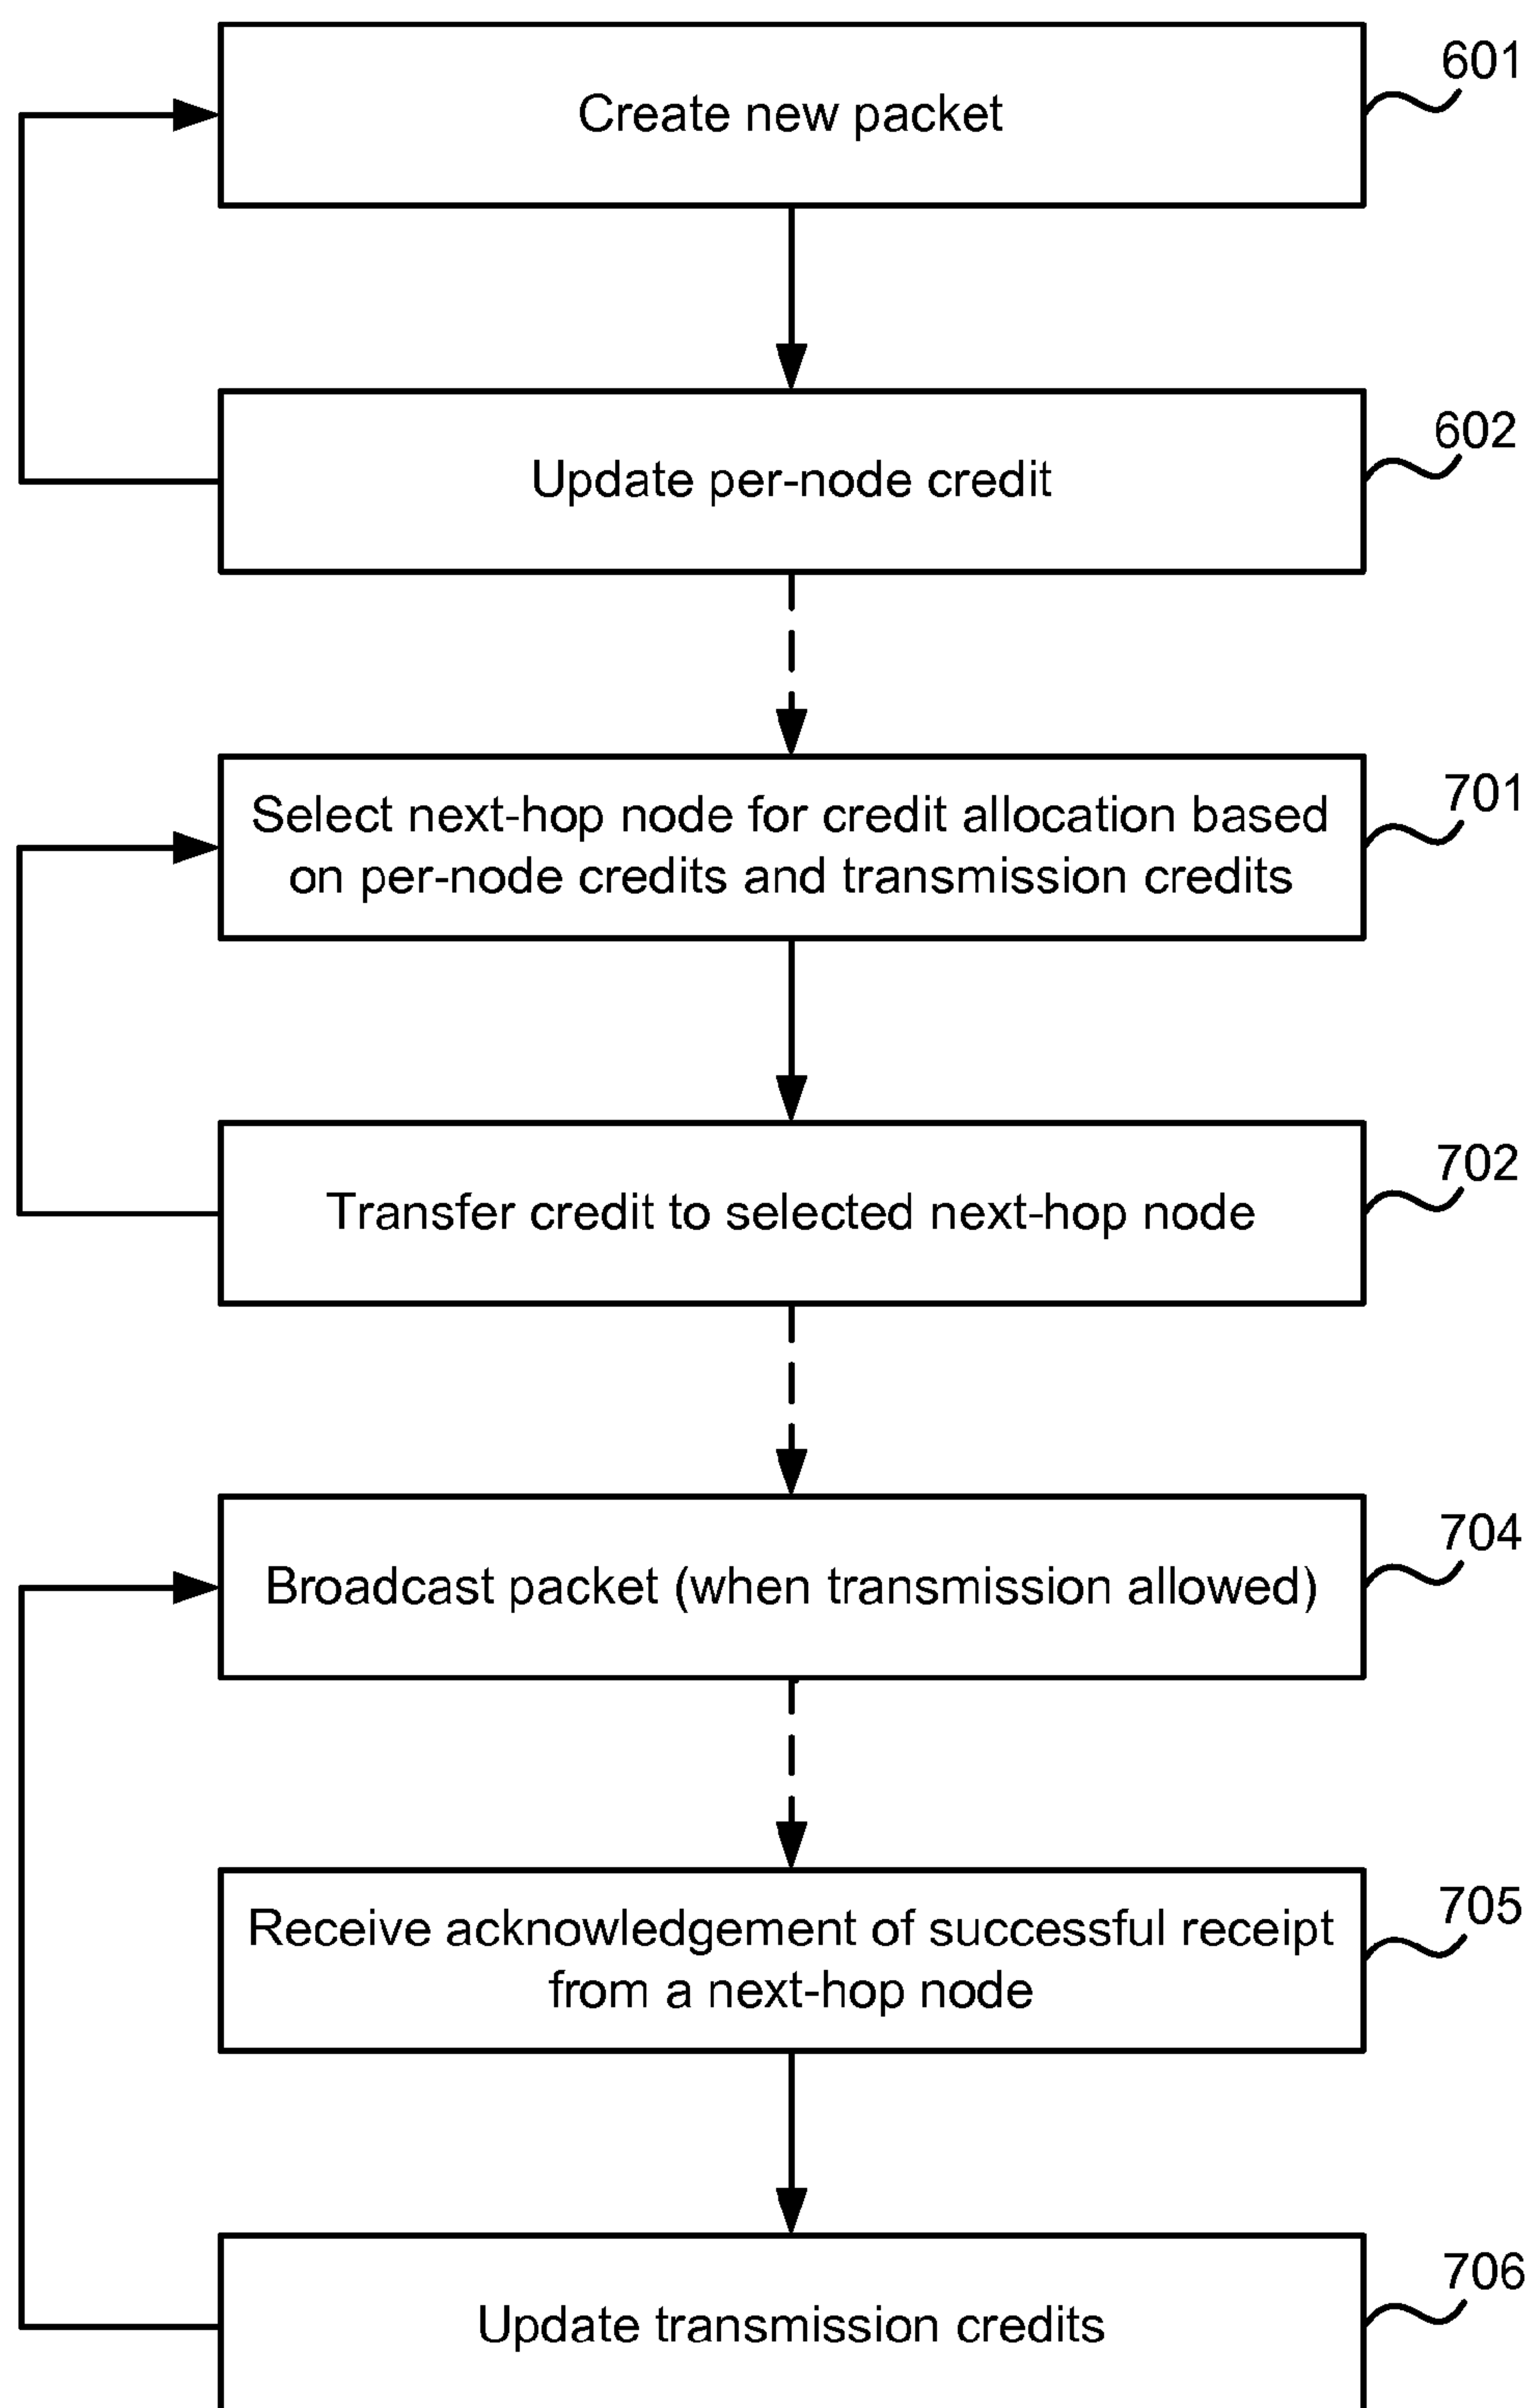 601
Create new packet
602
Update per-node credit
701
Select next-hop node for credit allocation based
on per-node credits and transmission credits
702
Transfer credit to selected next-hop node
704
Broadcast packet (when transmission allowed)
705
Receive acknowledgement of successful receipt
from a next-hop node
706
Update transmission credits